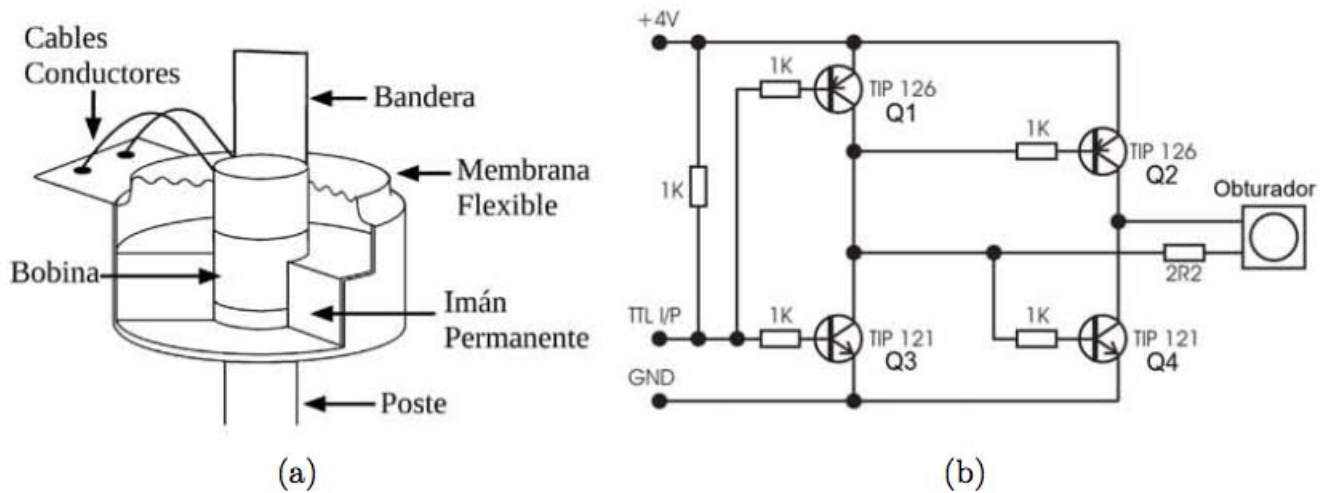 Cables
Conductores
Bandera
Membrana
Flexible
Bobina
Imán
Permanente
Poste
(a)
+4V
1K
TIP 126
Q1
1K
TIP 126
Q2
1K
Obturador
2R2
TTL I/P
1K
TIP 121
Q3
1K
TIP 121
Q4
GND
(b)